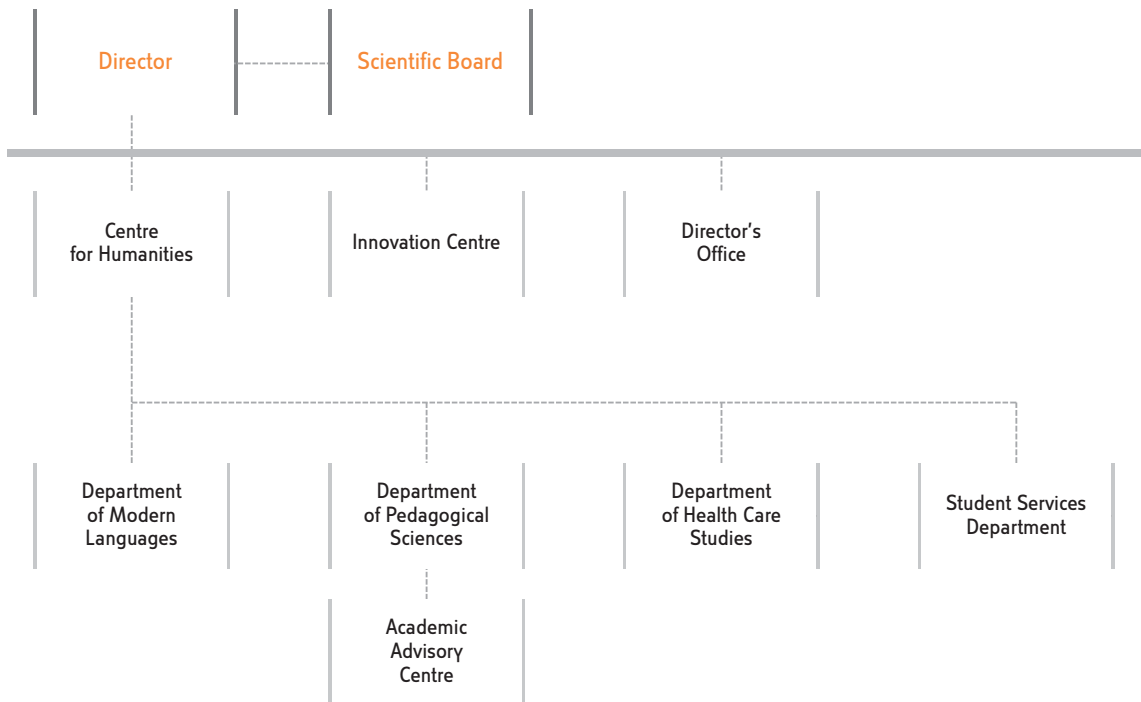 Director
Scientific Board
Centre
for Humanities
Innovation Centre
Director's
Office
Department
of Modern
Languages
Department
of Pedagogical
Sciences
Department
of Health Care
Studies
Student Services
Department
Academic
Advisory
Centre